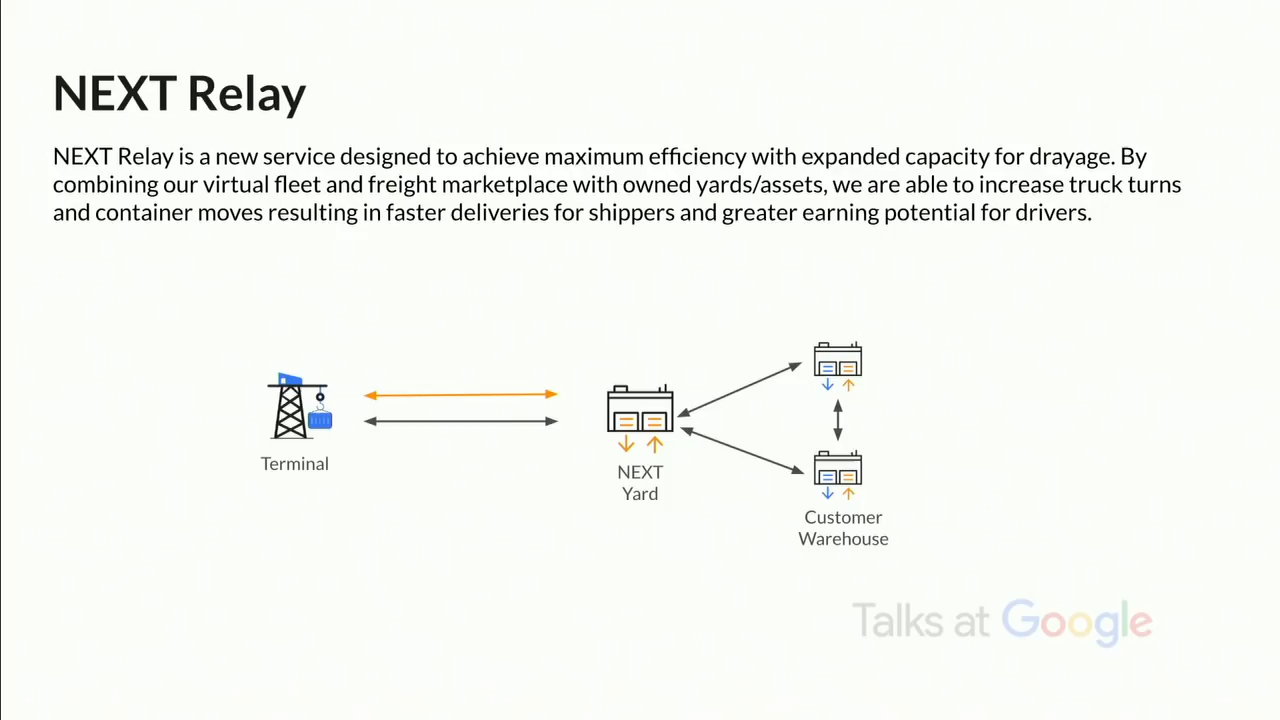 NEXT Relay
NEXT Relay is a new service designed to achieve maximum efficiency with expanded capacity for drayage. By
combining our virtual fleet and freight marketplace with owned yards/assets, we are able to increase truck turns
and container moves resulting in faster deliveries for shippers and greater earning potential for drivers.
Terminal
NEXT
Yard
Customer
Warehouse
Talks at Google